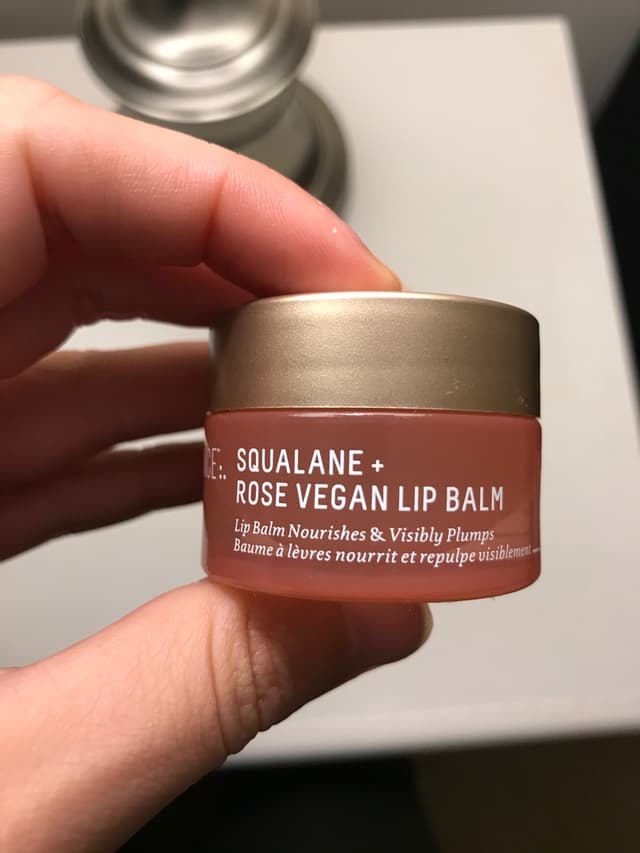 SQUALANE +
ROSE VEGAN LIP BALM
Lip Balm Nourishes & Visibly Plumps
Baume à lèvres nourrit et repulpe visiblement